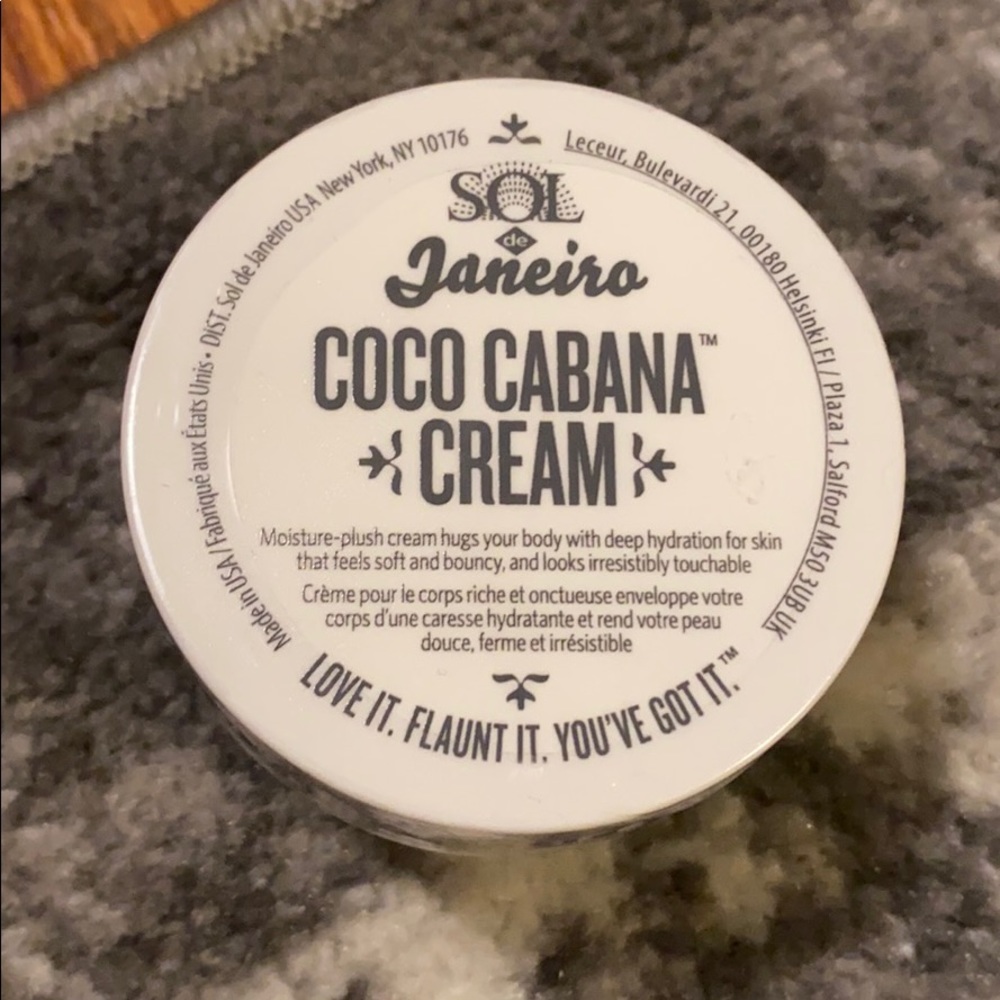 SOL
de
Janeiro
COCO CABANA™
CREAM
Moisture-plush cream hugs your body with deep hydration for skin
that feels soft and bouncy, and looks irresistibly touchable
Crème pour le corps riche et onctueuse enveloppe votre
corps d'une caresse hydratante et rend votre peau
douce, ferme et irrésistible
LOVE IT. FLAUNT IT. YOU'VE GOT IT.™
Made in USA / Fabriqué aux États Unis • DIST. Sol de Janeiro USA New York, NY 10176
Leceur, Bulevardi 21, 00180 Helsinki FI / Plaza 1, Salford M50 3UB UK